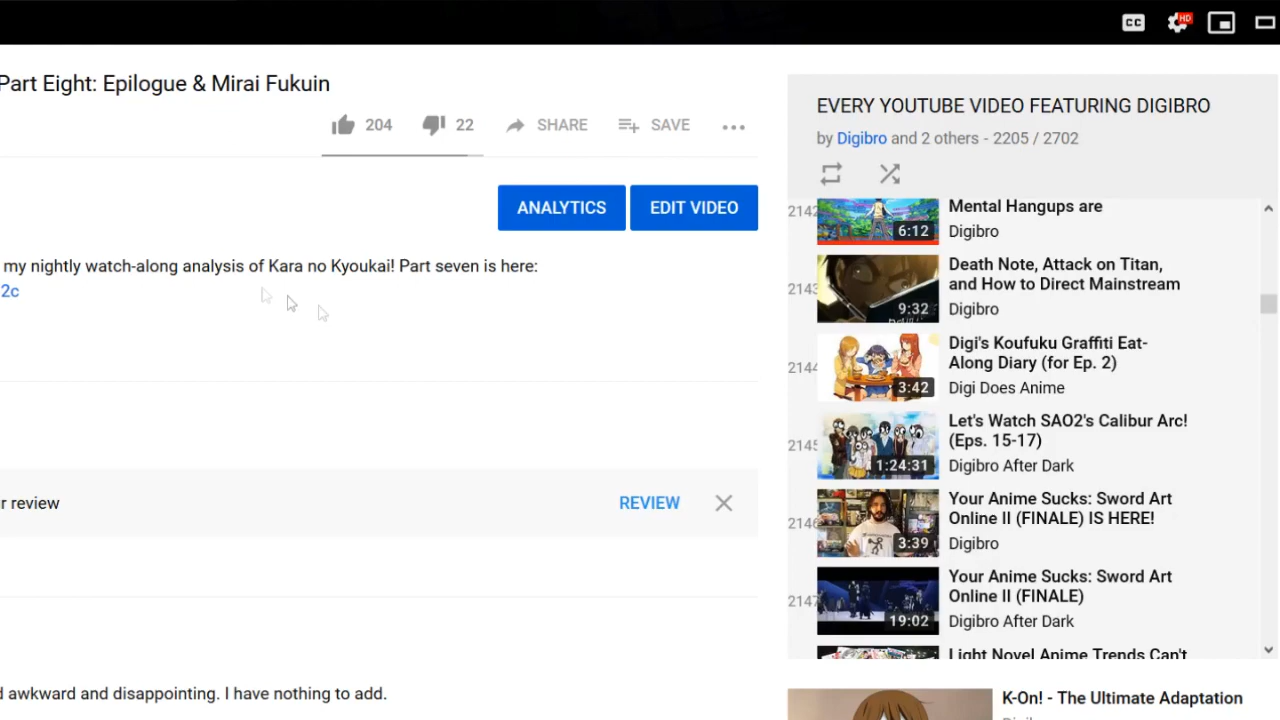 CC
HD
Part Eight: Epilogue & Mirai Fukuin
204
22
SHARE
SAVE
ANALYTICS
EDIT VIDEO
my nightly watch-along analysis of Kara no Kyoukai! Part seven is here:
2c
r review
REVIEW
d awkward and disappointing. I have nothing to add.
EVERY YOUTUBE VIDEO FEATURING DIGIBRO
by Digibro and 2 others - 2205 / 2702
2142
6:12
Mental Hangups are
Digibro
2143
9:32
Death Note, Attack on Titan,
and How to Direct Mainstream
Digibro
2144
3:42
Digi's Koufuku Graffiti Eat-
Along Diary (for Ep. 2)
Digi Does Anime
2145
1:24:31
Let's Watch SAO2's Calibur Arc!
(Eps. 15-17)
Digibro After Dark
2146
3:39
Your Anime Sucks: Sword Art
Online II (FINALE) IS HERE!
Digibro
2147
19:02
Your Anime Sucks: Sword Art
Online II (FINALE)
Digibro After Dark
Light Novel Anime Trends Can't
K-On! - The Ultimate Adaptation